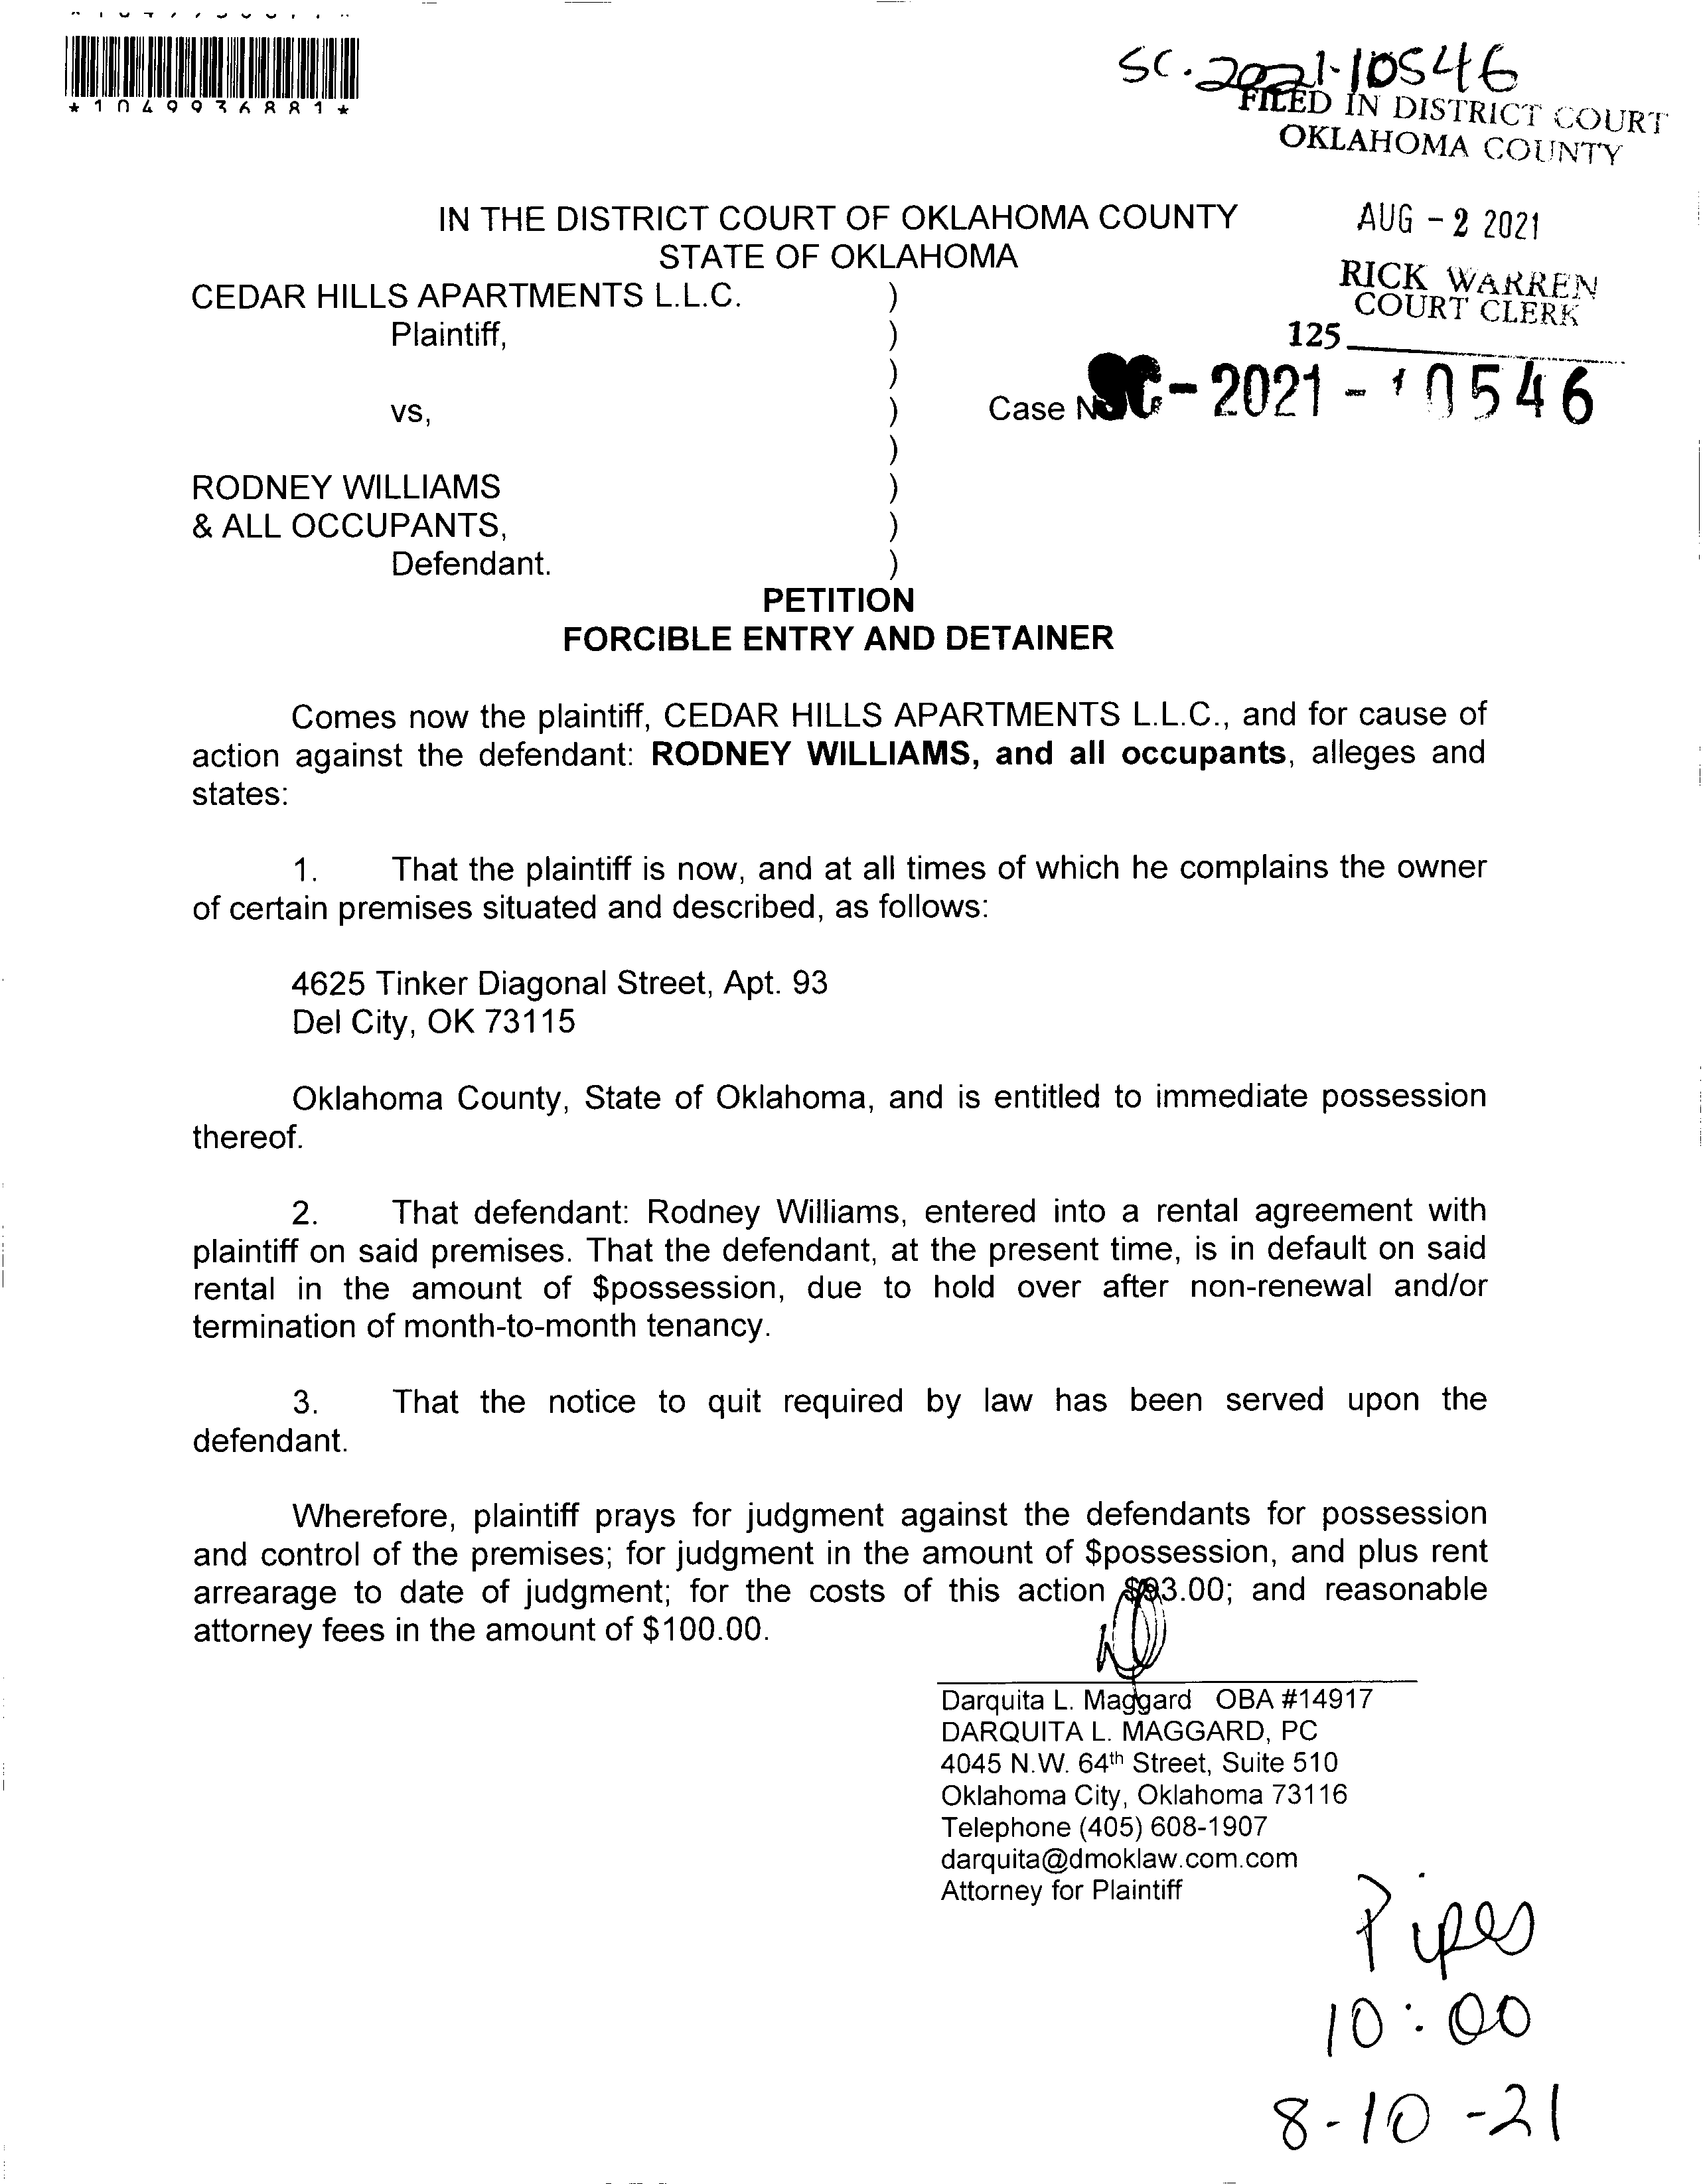 *1049936881*
SC-2021-10546
FILED IN DISTRICT COURT
OKLAHOMA COUNTY
AUG - 2 2021
RICK WARREN
COURT CLERK
125
IN THE DISTRICT COURT OF OKLAHOMA COUNTY
STATE OF OKLAHOMA
CEDAR HILLS APARTMENTS L.L.C. )
Plaintiff, )
)
vs, ) Case SC-2021-10546
)
RODNEY WILLIAMS )
& ALL OCCUPANTS, )
Defendant. )
PETITION
FORCIBLE ENTRY AND DETAINER
Comes now the plaintiff, CEDAR HILLS APARTMENTS L.L.C., and for cause of
action against the defendant: RODNEY WILLIAMS, and all occupants, alleges and
states:
1. That the plaintiff is now, and at all times of which he complains the owner
of certain premises situated and described, as follows:
4625 Tinker Diagonal Street, Apt. 93
Del City, OK 73115
Oklahoma County, State of Oklahoma, and is entitled to immediate possession
thereof.
2. That defendant: Rodney Williams, entered into a rental agreement with
plaintiff on said premises. That the defendant, at the present time, is in default on said
rental in the amount of $possession, due to hold over after non-renewal and/or
termination of month-to-month tenancy.
3. That the notice to quit required by law has been served upon the
defendant.
Wherefore, plaintiff prays for judgment against the defendants for possession
and control of the premises; for judgment in the amount of $possession, and plus rent
arrearage to date of judgment; for the costs of this action and reasonable
attorney fees in the amount of $100.00.
Darquita L. Maggard OBA #14917
DARQUITA L. MAGGARD, PC
4045 N.W. 64th Street, Suite 510
Oklahoma City, Oklahoma 73116
Telephone (405) 608-1907
darquita@dmoklaw.com.com
Attorney for Plaintiff
Pipes
10:00
8-10-21